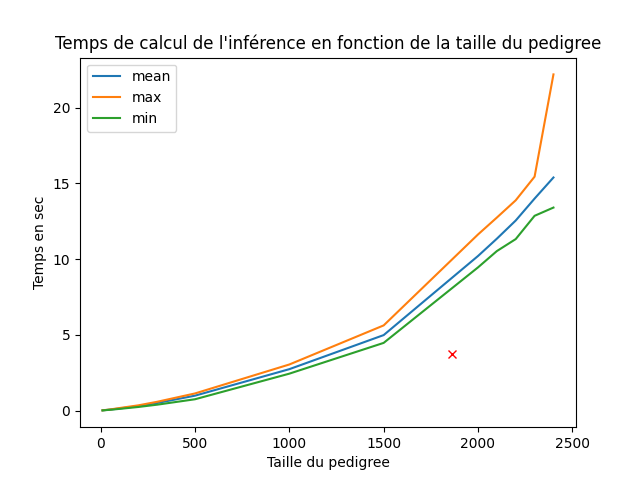 Temps de calcul de l'inférence en fonction de la taille du pedigree
mean
max
min
20
15
10
5
0
Temps en sec
0 500 1000 1500 2000 2500
Taille du pedigree